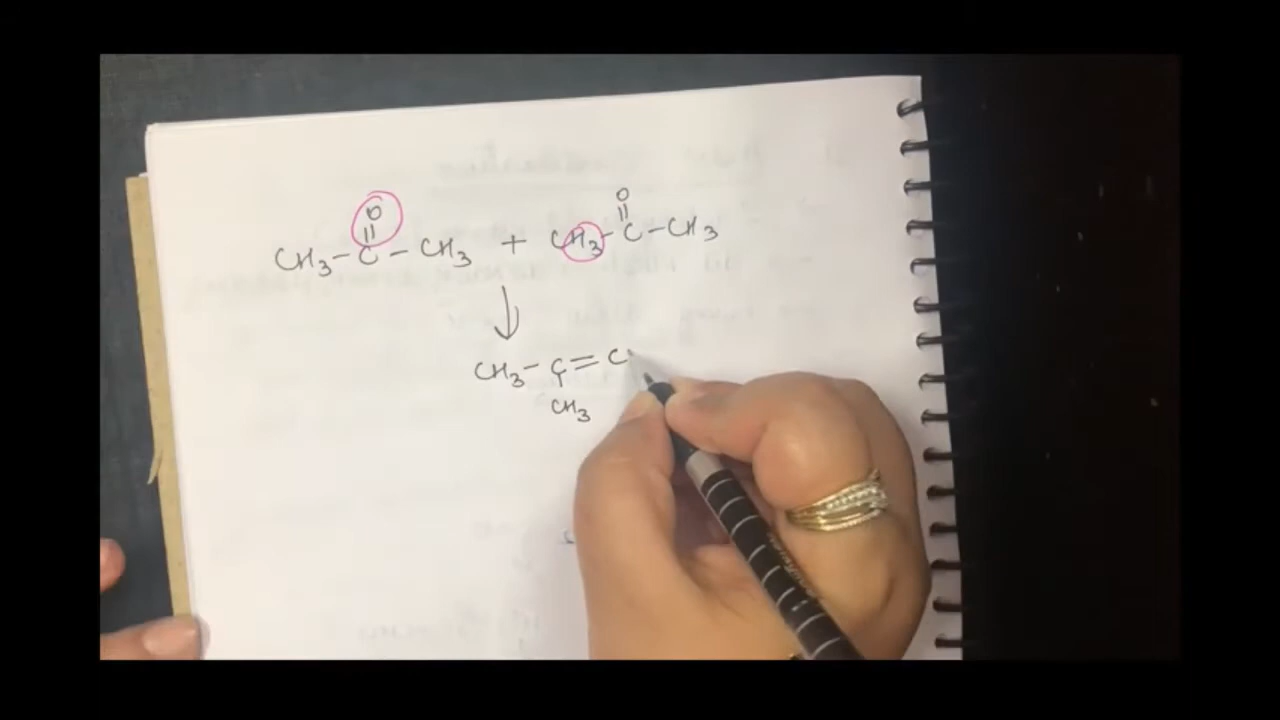 O O
|| ||
CH3 – C – CH3 + CH3 – C – CH3
↓
CH3 – C = C
CH3